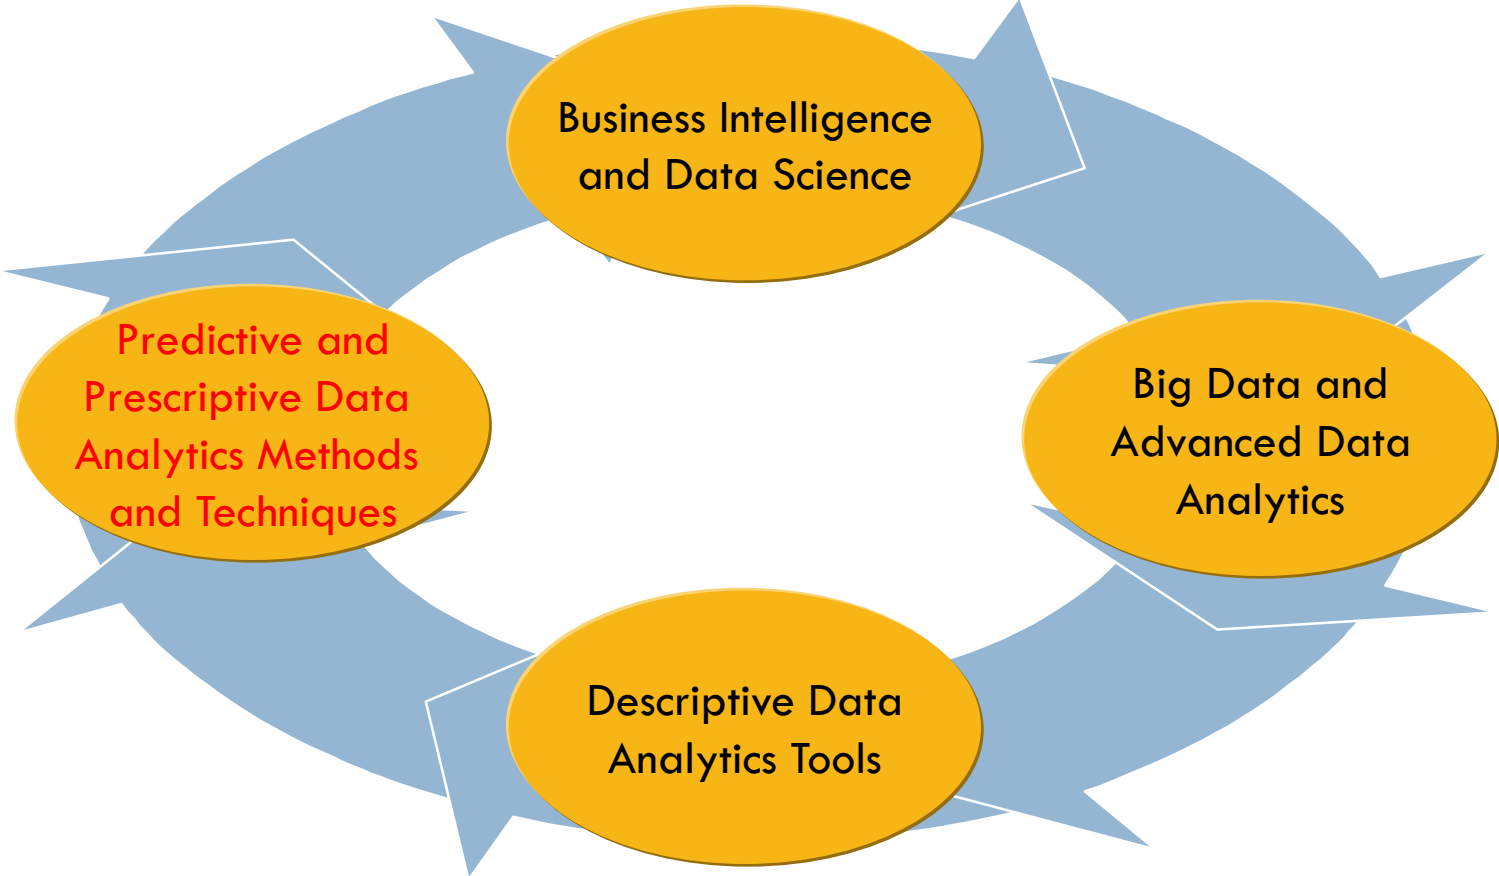 Business Intelligence
and Data Science
Predictive and
Prescriptive Data
Analytics Methods
and Techniques
Big Data and
Advanced Data
Analytics
Descriptive Data
Analytics Tools